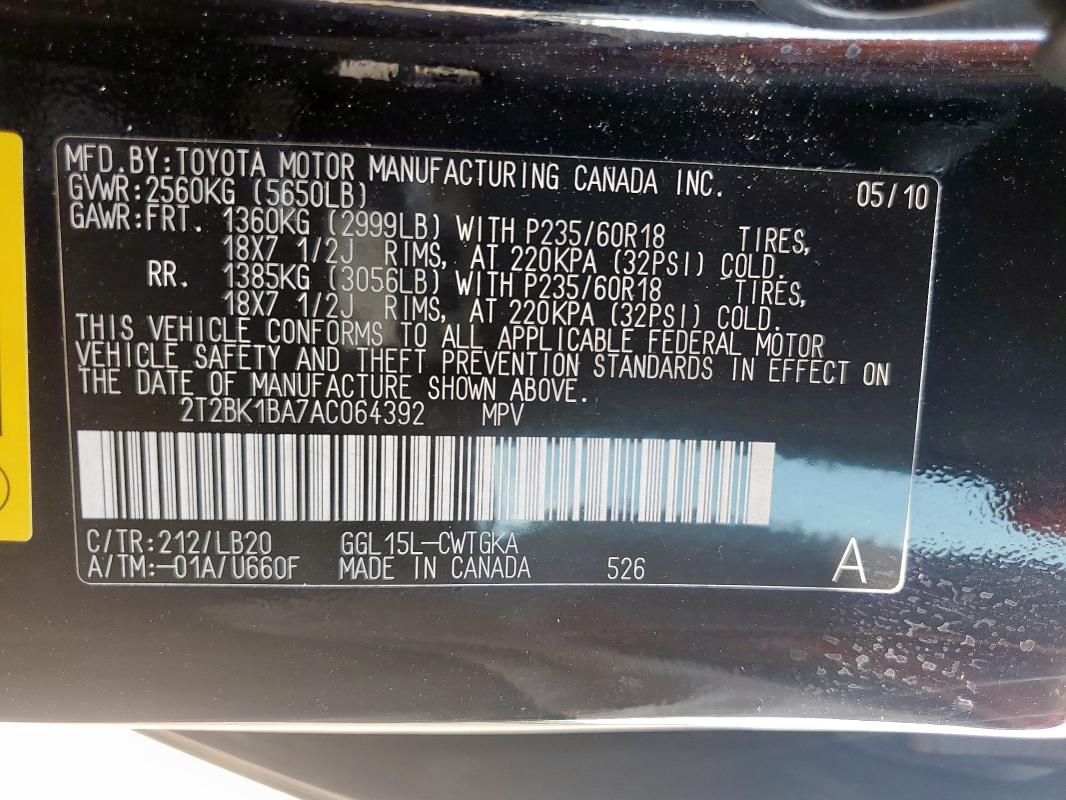 MFD.BY:TOYOTA MOTOR MANUFACTURING CANADA INC. 05/10
GVWR:2560KG (5650LB)
GAWR:FRT. 1360KG (2999LB) WITH P235/60R18 TIRES,
18X7 1/2J RIMS, AT 220KPA (32PSI) COLD.
RR. 1385KG (3056LB) WITH P235/60R18 TIRES,
18X7 1/2J RIMS, AT 220KPA (32PSI) COLD.
THIS VEHICLE CONFORMS TO ALL APPLICABLE FEDERAL MOTOR
VEHICLE SAFETY AND THEFT PREVENTION STANDARDS IN EFFECT ON
THE DATE OF MANUFACTURE SHOWN ABOVE.
2T2BK1BA7AC064392 MPV
C/TR:212/LB20 GGL15L-CWTGKA
A/TM:-01A/U660F MADE IN CANADA 526 A